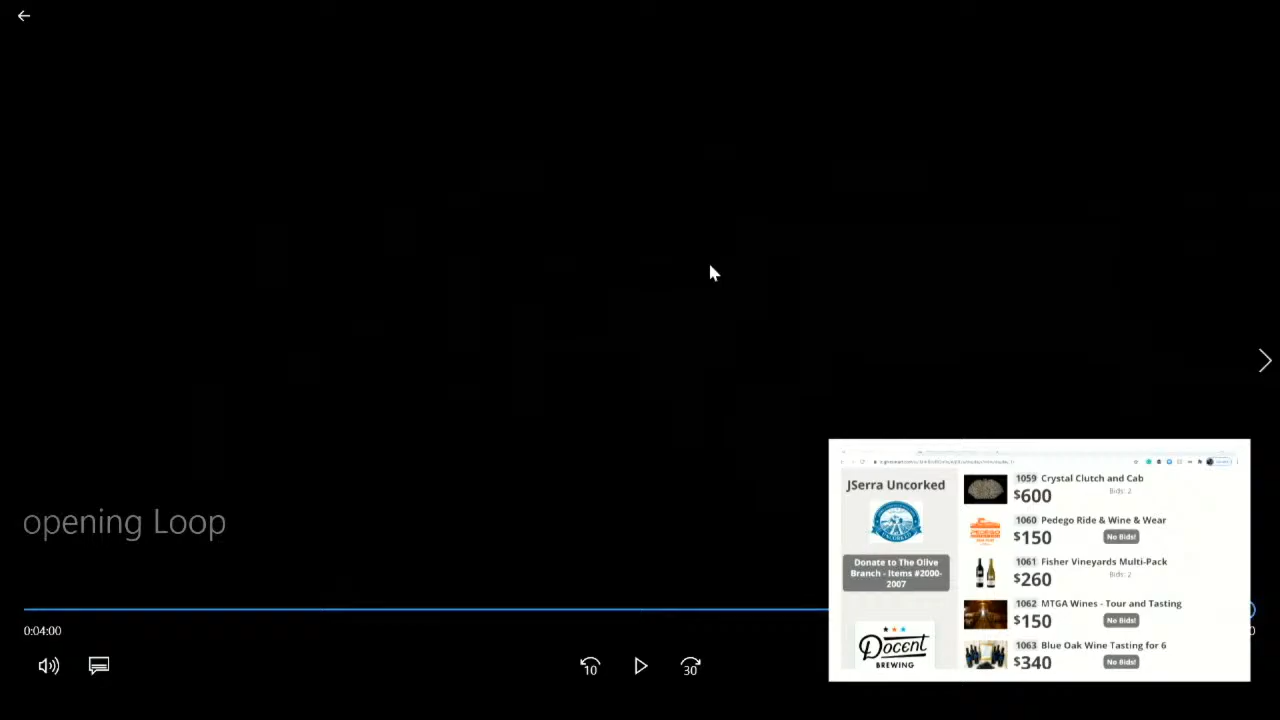 opening Loop
0:04:00
0
10
30
JSerra Uncorked
UNCORKED
Donate to The Olive
Branch - Items #2000-
2007
Docent
BREWING
1059 Crystal Clutch and Cab
$600
Bids: 2
1060 Pedego Ride & Wine & Wear
$150
No Bids!
1061 Fisher Vineyards Multi-Pack
$260
Bids: 2
1062 MTGA Wines - Tour and Tasting
$150
No Bids!
1063 Blue Oak Wine Tasting for 6
$340
No Bids!